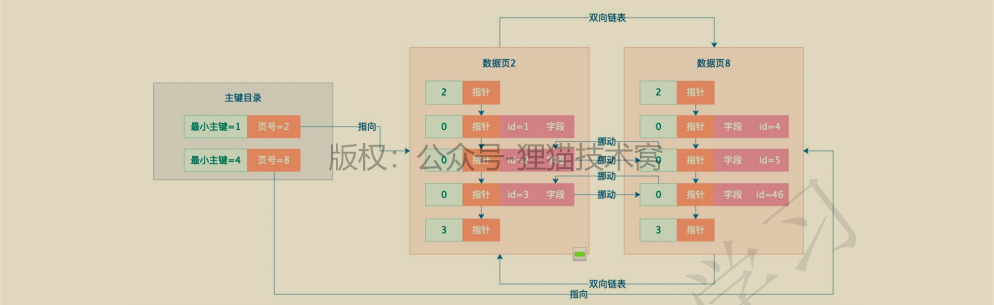 双向链表
数据页2
数据页8
主键目录
2 指针
2 指针
最小主键=1 页号=2
指向
0 指针 id=1 字段
0 指针 字段 id=4
挪动
最小主键=4 页号=8
0 指针 id=2 字段
挪动
0 指针 字段 id=5
版权：公众号 狸猫技术窝
挪动
0 指针 id=3 字段
挪动
0 指针 字段 id=46
3 指针
3 指针
双向链表
指向
学习